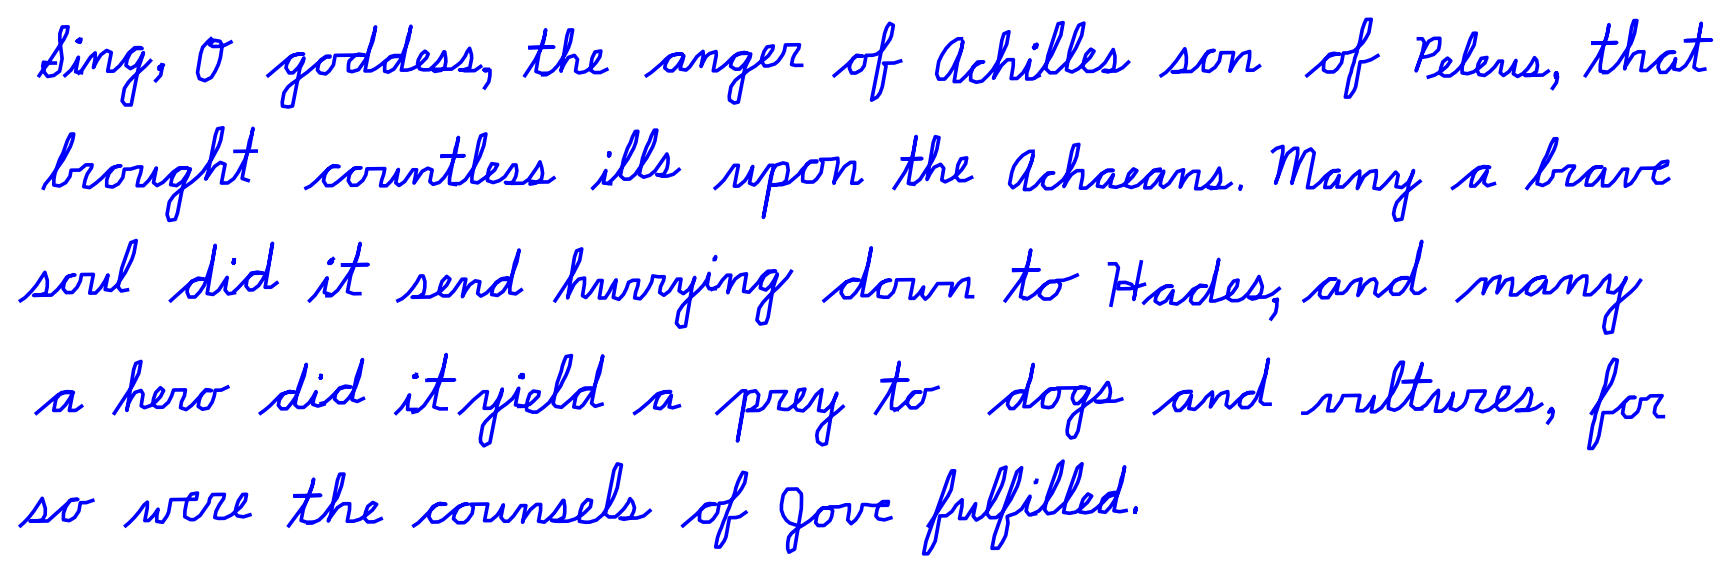 Sing, O goddess, the anger of Achilles son of Peleus, that
brought countless ills upon the Achaeans. Many a brave
soul did it send hurrying down to Hades, and many
a hero did it yield a prey to dogs and vultures, for
so were the counsels of Jove fulfilled.